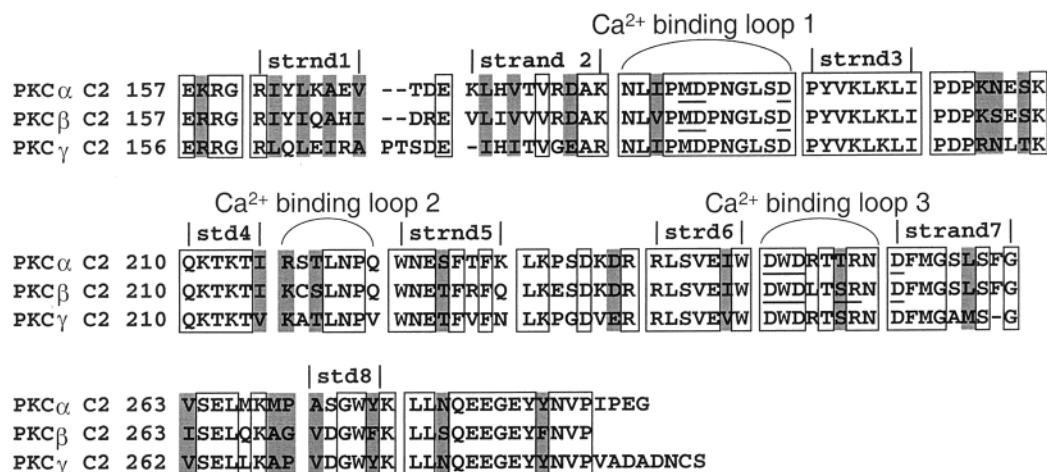 Ca²⁺ binding loop 1
|strnd1| |strand 2| |strnd3|
PKCα C2 157 EKRRG RIYLKAEV --TDE KLHVTVRDAK NLIPMDPNGLSD PYVKLKLI PDPKNESK
PKCβ C2 157 ERRRG RIYIQAHI --DRE VLIVVVRDAK NLVPMDPNGLSD PYVKLKLI PDPKSESK
PKCγ C2 156 ERRRG RLQLEIRA PTSDE -IHITVGEAR NLIPMDPNGLSD PYVKLKLI PDPRNLTK
Ca²⁺ binding loop 2 Ca²⁺ binding loop 3
|std4| |strnd5| |strd6| |strand7|
PKCα C2 210 QKTKTI RSTLNPQ WNESFTFK LKPSDKDR RLSVEIW DWDRTTRN DFMGSLSFG
PKCβ C2 210 QKTKTI KCSLNPQ WNETFRFQ LKESDKDR RLSVEIW DWDLTSRN DFMGSLSFG
PKCγ C2 210 QKTKTV KATLNPV WNETFVFN LKPGDVER RLSVEVW DWDRTSRN DFMGAMS-G
|std8|
PKCα C2 263 VSELMKMP ASGWYK LLNQEEGEYYNVPIPEG
PKCβ C2 263 ISELQKAG VDGWFK LLSQEEGEYFNVP
PKCγ C2 262 VSELLKAP VDGWYK LLNQEEGEYYNVPVADADNCS